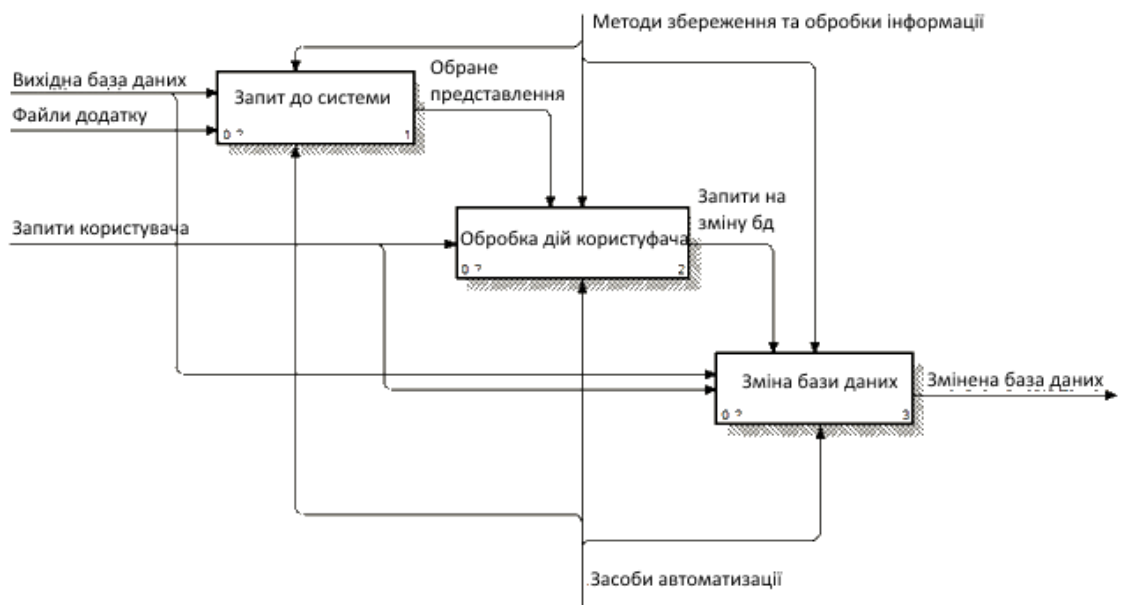 Методи збереження та обробки інформації
Вихідна база даних
Файли додатку
Запит до системи
0 ?
1
Обране
представлення
Запити користувача
Обробка дій користуфача
0 ?
2
Запити на
зміну бд
Зміна бази даних
0 ?
3
Змінена база даних
Засоби автоматизації